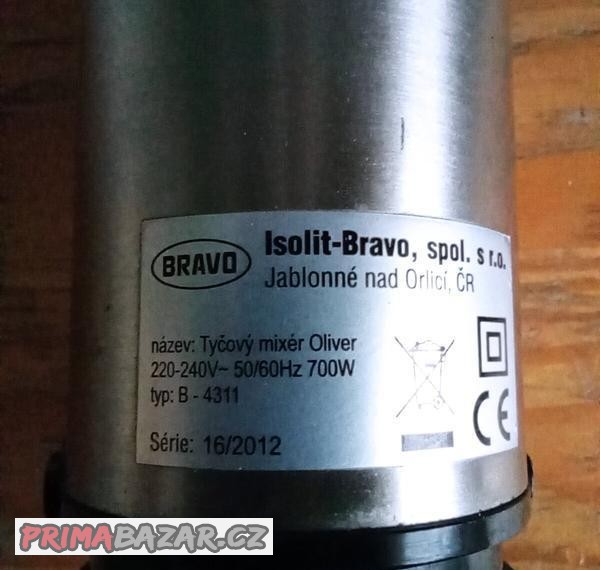 BRAVO
Isolit-Bravo, spol. s r.o.
Jablonné nad Orlicí, ČR
název: Tyčový mixér Oliver
220-240V~ 50/60Hz 700W
typ: B - 4311
Série: 16/2012
CE
PRIMABAZAR.CZ